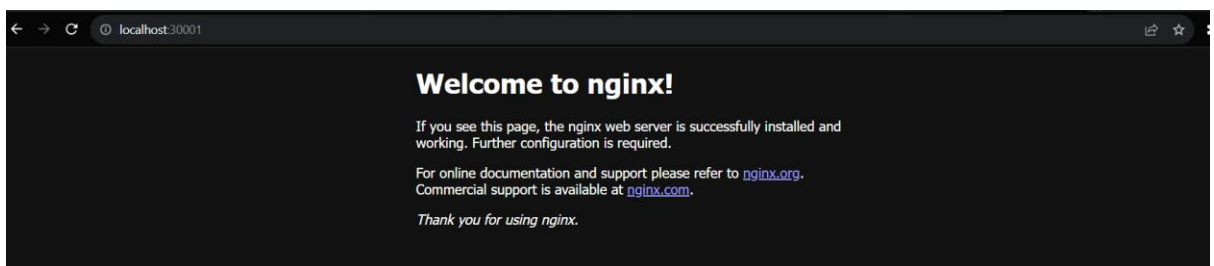 localhost:30001
Welcome to nginx!
If you see this page, the nginx web server is successfully installed and
working. Further configuration is required.
For online documentation and support please refer to nginx.org.
Commercial support is available at nginx.com.
Thank you for using nginx.